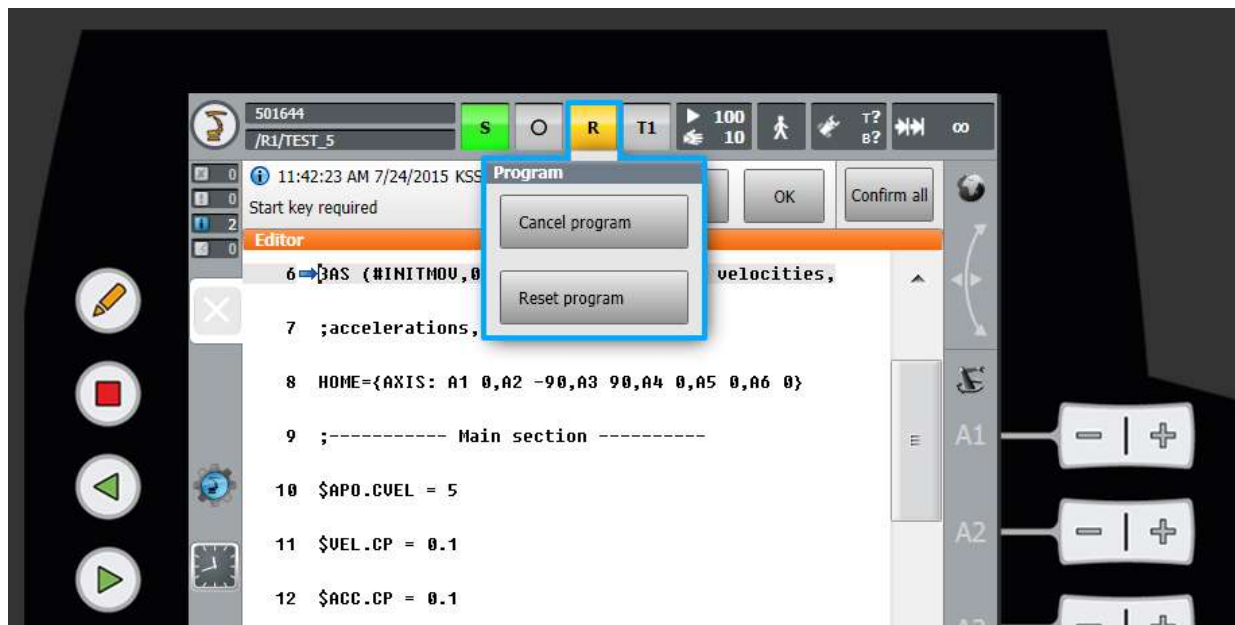 501644
/R1/TEST_5
S
O
R
T1
100
10
T?
B?
∞
0
0
2
0
11:42:23 AM 7/24/2015 KSS
Start key required
OK
Confirm all
Program
Cancel program
Reset program
Editor
6 BAS (#INITMOV,0 velocities,
7 ;accelerations,
8 HOME={AXIS: A1 0,A2 -90,A3 90,A4 0,A5 0,A6 0}
9 ;----------- Main section ----------
10 $APO.CVEL = 5
11 $VEL.CP = 0.1
12 $ACC.CP = 0.1
A1
A2